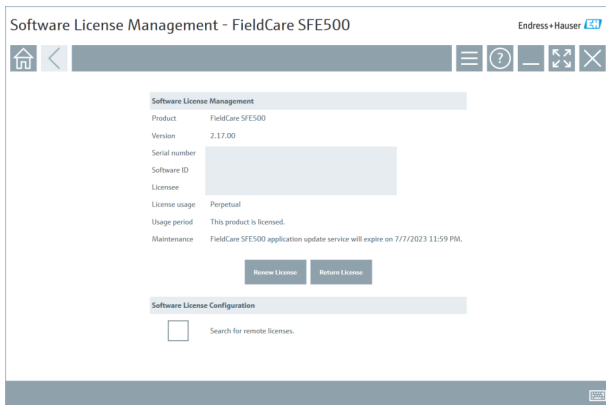 Software License Management - FieldCare SFE500
Endress+Hauser EH
Software License Management
Product FieldCare SFE500
Version 2.17.00
Serial number
Software ID
Licensee
License usage Perpetual
Usage period This product is licensed.
Maintenance FieldCare SFE500 application update service will expire on 7/7/2023 11:59 PM.
Renew License Return License
Software License Configuration
Search for remote licenses.